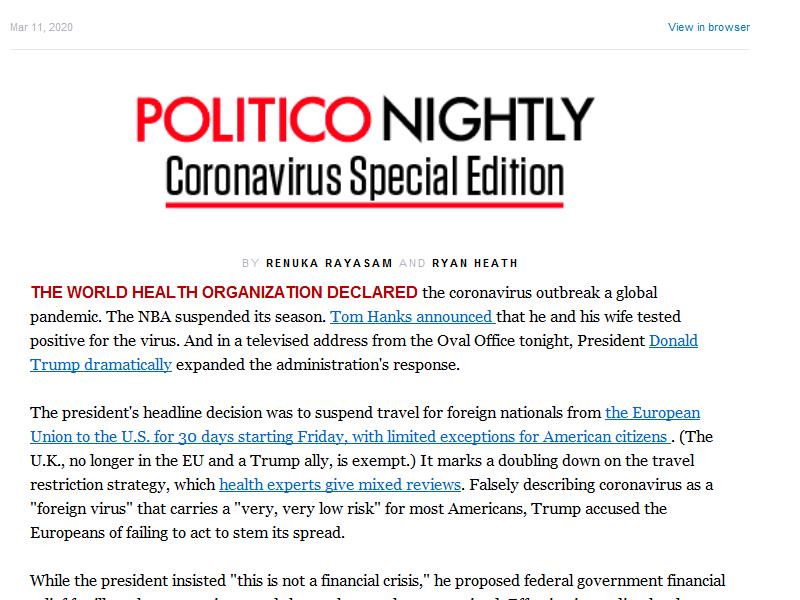 Mar 11, 2020 View in browser
POLITICO NIGHTLY
Coronavirus Special Edition
BY RENUKA RAYASAM AND RYAN HEATH
THE WORLD HEALTH ORGANIZATION DECLARED the coronavirus outbreak a global
pandemic. The NBA suspended its season. Tom Hanks announced that he and his wife tested
positive for the virus. And in a televised address from the Oval Office tonight, President Donald
Trump dramatically expanded the administration's response.
The president's headline decision was to suspend travel for foreign nationals from the European
Union to the U.S. for 30 days starting Friday, with limited exceptions for American citizens . (The
U.K., no longer in the EU and a Trump ally, is exempt.) It marks a doubling down on the travel
restriction strategy, which health experts give mixed reviews. Falsely describing coronavirus as a
"foreign virus" that carries a "very, very low risk" for most Americans, Trump accused the
Europeans of failing to act to stem its spread.
While the president insisted "this is not a financial crisis," he proposed federal government financial